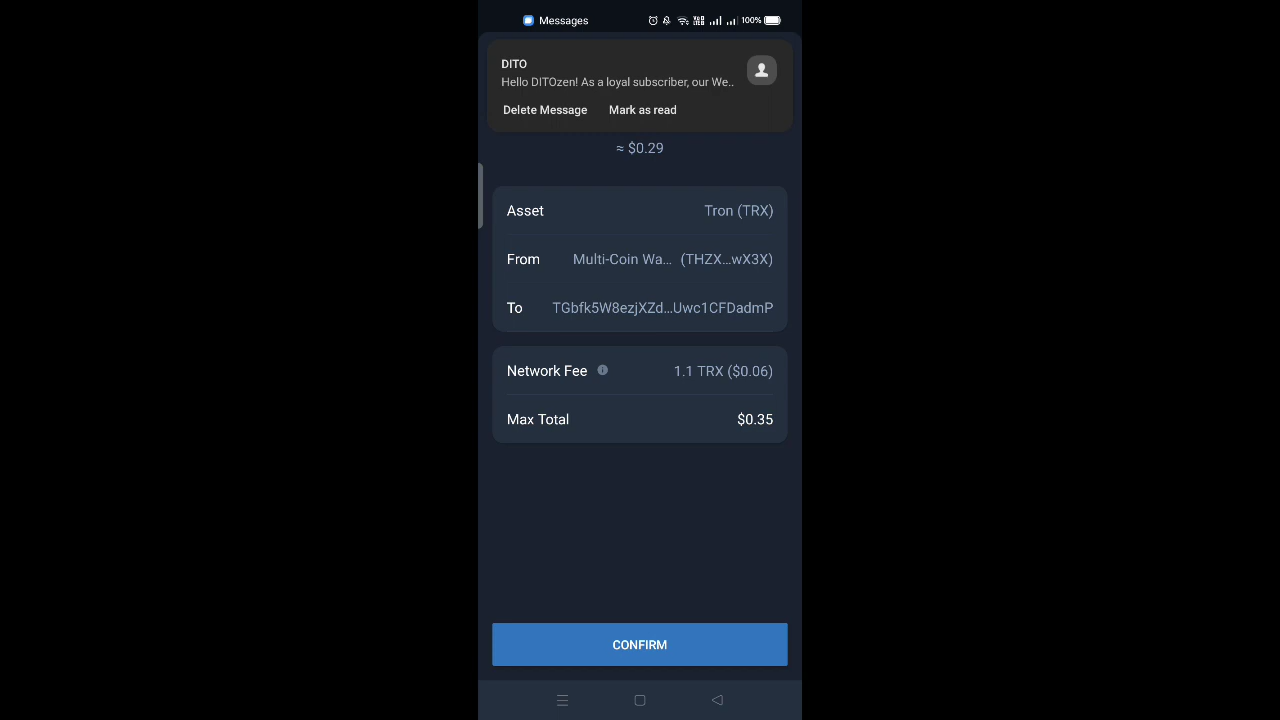 Messages
100%
DITO
Hello DITOzen! As a loyal subscriber, our We..
Delete Message Mark as read
≈ $0.29
Asset Tron (TRX)
From Multi-Coin Wa... (THZX...wX3X)
To TGbfk5W8ezjXZd...Uwc1CFDadmP
Network Fee 1.1 TRX ($0.06)
Max Total $0.35
CONFIRM